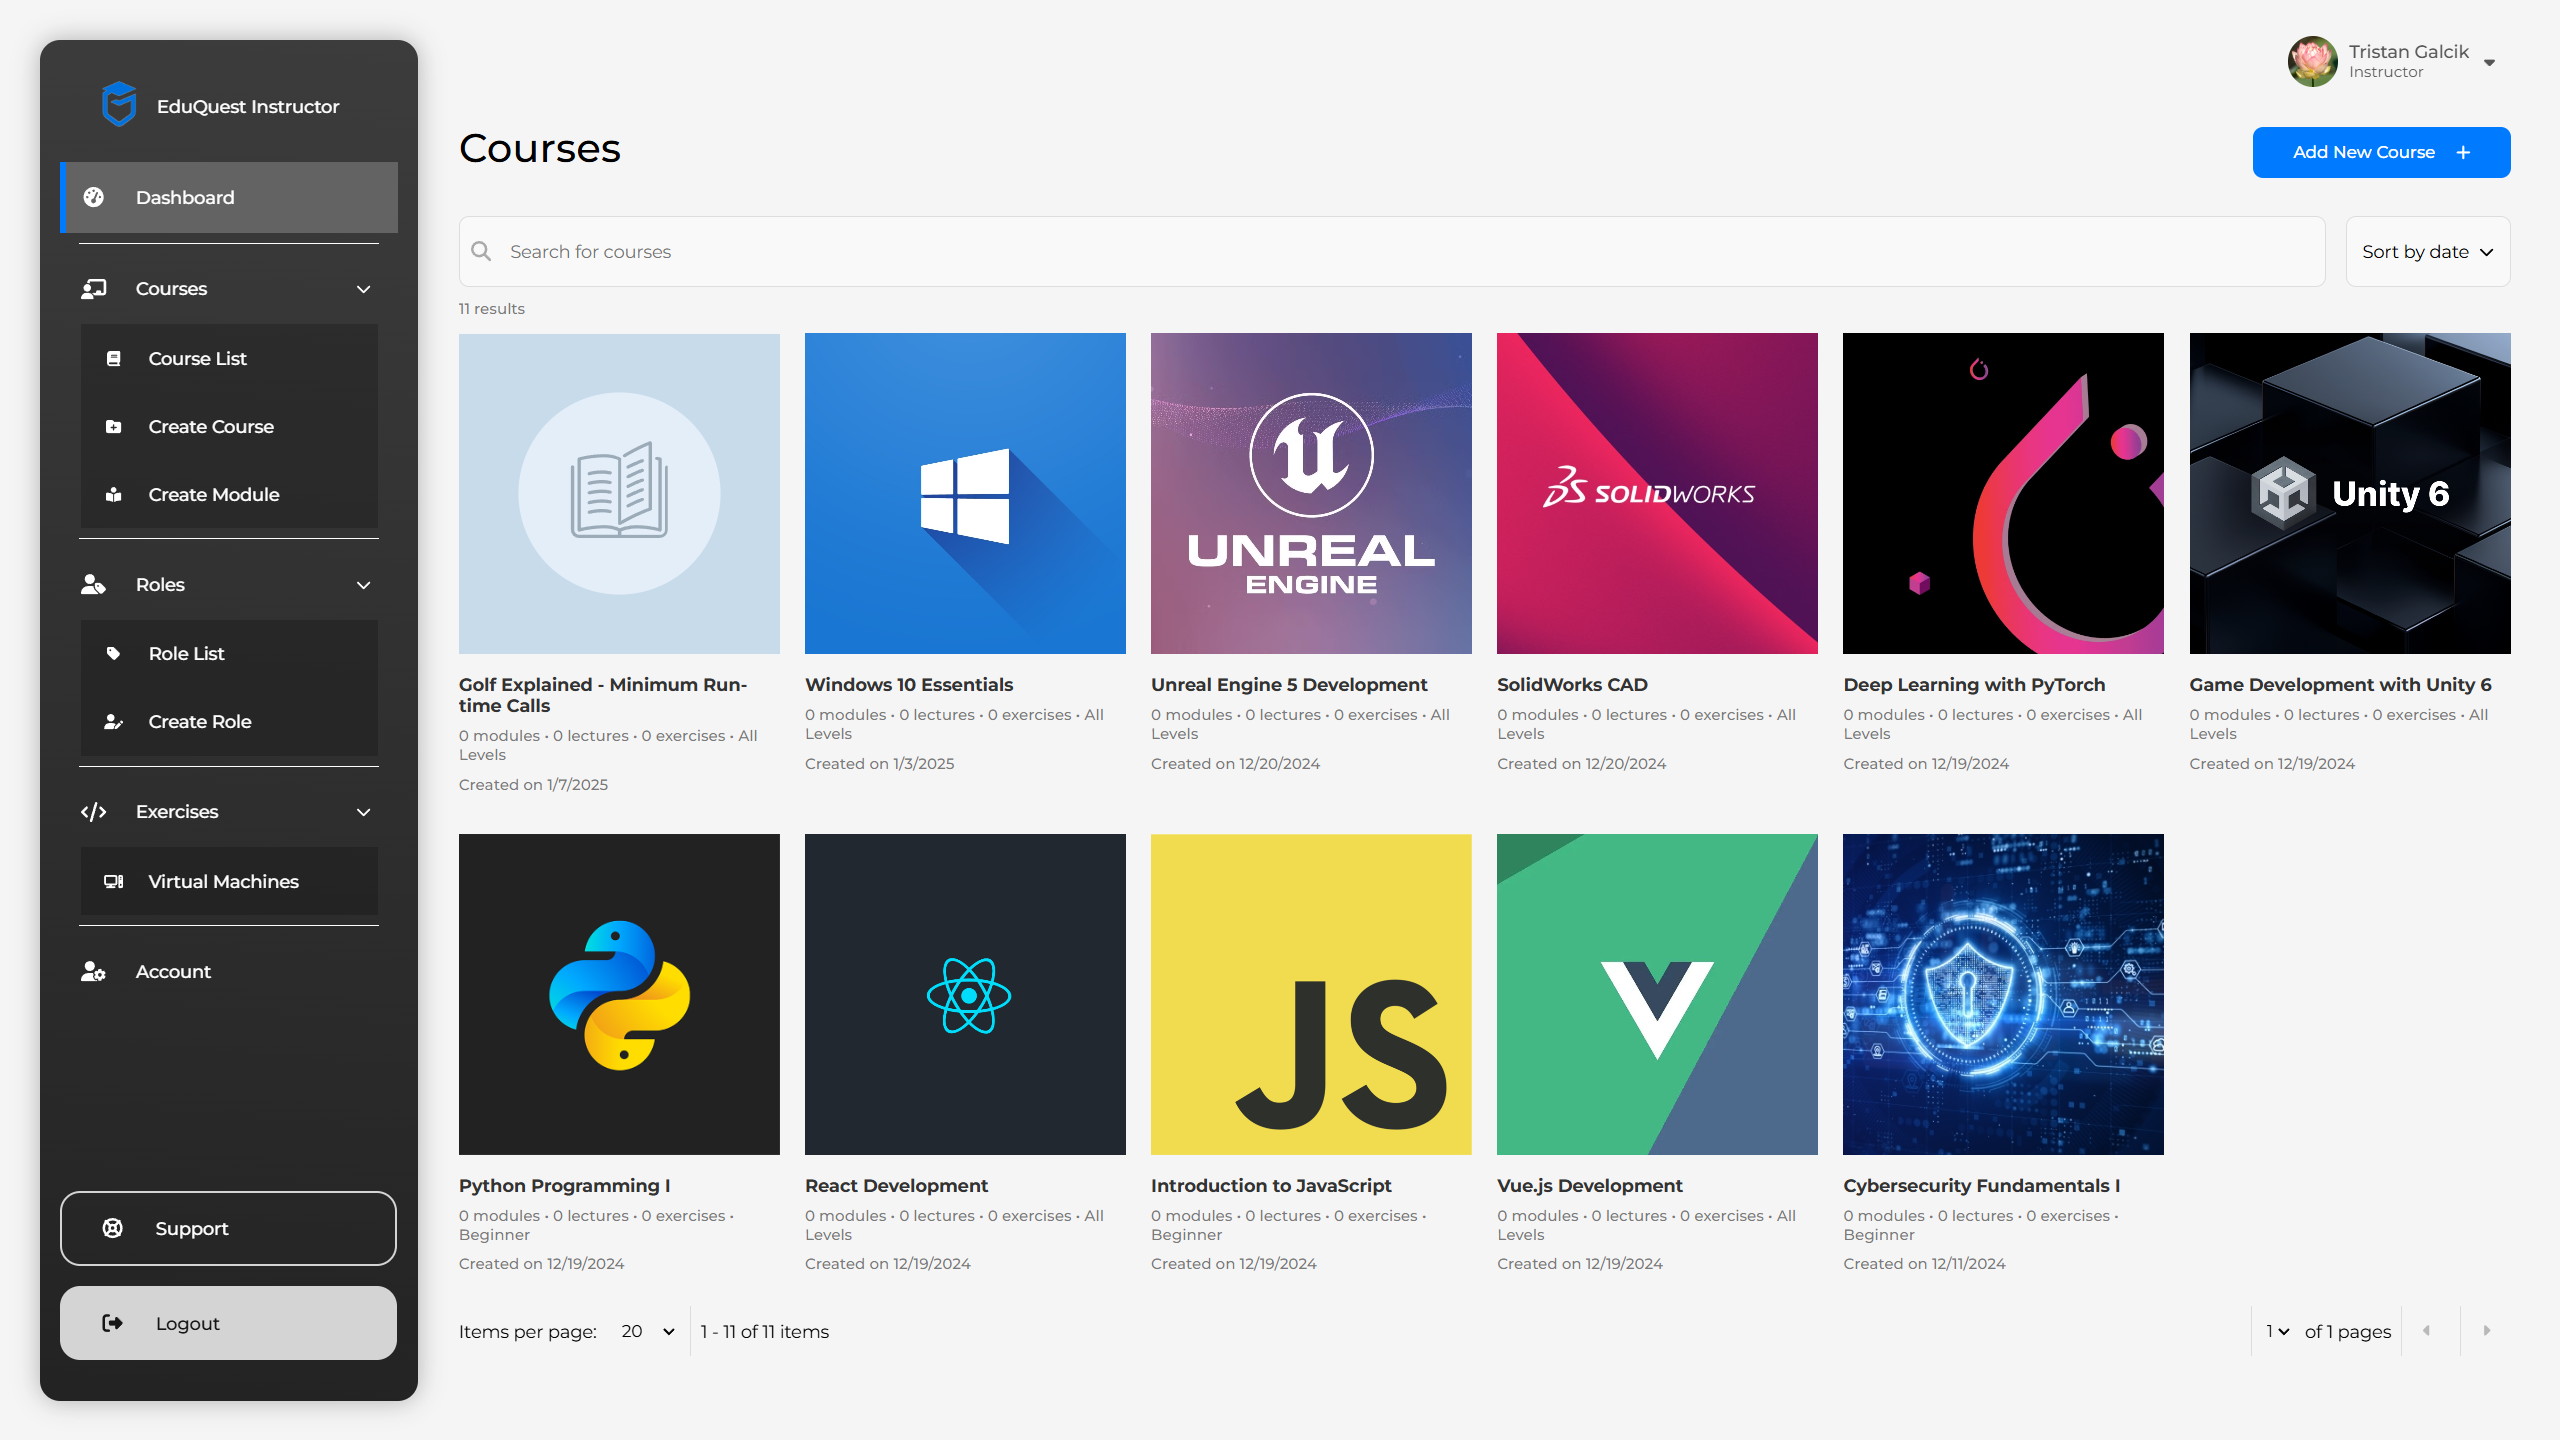 EduQuest Instructor
Dashboard
Courses
Course List
Create Course
Create Module
Roles
Role List
Create Role
Exercises
Virtual Machines
Account
Support
Logout
Tristan Galcik
Instructor
Courses
Add New Course +
Search for courses
Sort by date
11 results
UNREAL
ENGINE
SOLIDWORKS
Unity 6
Golf Explained - Minimum Run-
time Calls
0 modules • 0 lectures • 0 exercises • All
Levels
Created on 1/7/2025
Windows 10 Essentials
0 modules • 0 lectures • 0 exercises • All
Levels
Created on 1/3/2025
Unreal Engine 5 Development
0 modules • 0 lectures • 0 exercises • All
Levels
Created on 12/20/2024
SolidWorks CAD
0 modules • 0 lectures • 0 exercises • All
Levels
Created on 12/20/2024
Deep Learning with PyTorch
0 modules • 0 lectures • 0 exercises • All
Levels
Created on 12/19/2024
Game Development with Unity 6
0 modules • 0 lectures • 0 exercises • All
Levels
Created on 12/19/2024
JS
Python Programming I
0 modules • 0 lectures • 0 exercises •
Beginner
Created on 12/19/2024
React Development
0 modules • 0 lectures • 0 exercises • All
Levels
Created on 12/19/2024
Introduction to JavaScript
0 modules • 0 lectures • 0 exercises •
Beginner
Created on 12/19/2024
Vue.js Development
0 modules • 0 lectures • 0 exercises • All
Levels
Created on 12/19/2024
Cybersecurity Fundamentals I
0 modules • 0 lectures • 0 exercises •
Beginner
Created on 12/11/2024
Items per page: 20
1 - 11 of 11 items
1 of 1 pages